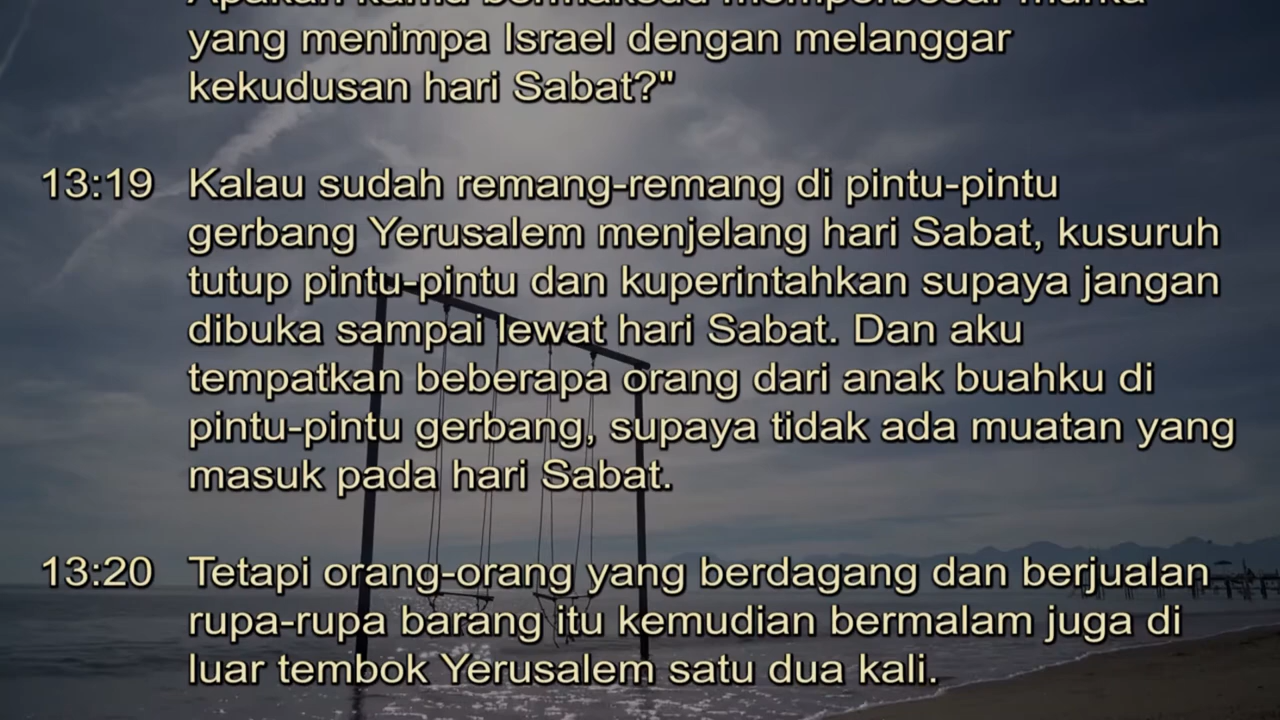 yang menimpa Israel dengan melanggar
kekudusan hari Sabat?"
13:19 Kalau sudah remang-remang di pintu-pintu
gerbang Yerusalem menjelang hari Sabat, kusuruh
tutup pintu-pintu dan kuperintahkan supaya jangan
dibuka sampai lewat hari Sabat. Dan aku
tempatkan beberapa orang dari anak buahku di
pintu-pintu gerbang, supaya tidak ada muatan yang
masuk pada hari Sabat.
13:20 Tetapi orang-orang yang berdagang dan berjualan
rupa-rupa barang itu kemudian bermalam juga di
luar tembok Yerusalem satu dua kali.